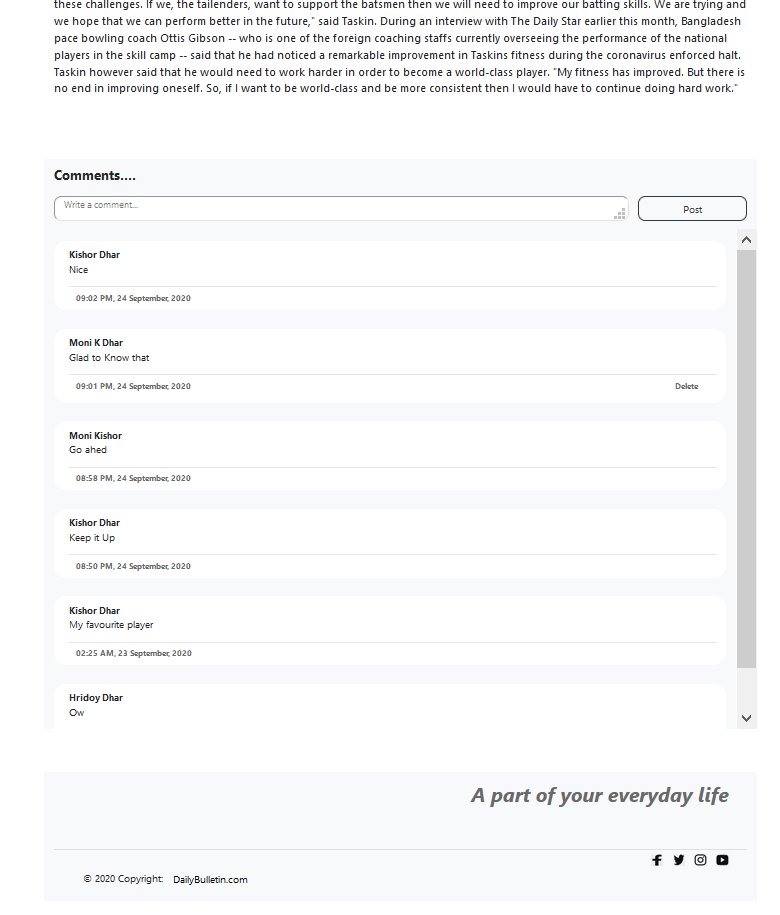 these challenges. If we, the tailenders, want to support the batsmen then we will need to improve our batting skills. We are trying and
we hope that we can perform better in the future," said Taskin. During an interview with The Daily Star earlier this month, Bangladesh
pace bowling coach Ottis Gibson -- who is one of the foreign coaching staffs currently overseeing the performance of the national
players in the skill camp -- said that he had noticed a remarkable improvement in Taskins fitness during the coronavirus enforced halt.
Taskin however said that he would need to work harder in order to become a world-class player. "My fitness has improved. But there is
no end in improving oneself. So, if I want to be world-class and be more consistent then I would have to continue doing hard work."
Comments....
Write a comment...
Post
Kishor Dhar
Nice
09:02 PM, 24 September, 2020
Moni K Dhar
Glad to Know that
09:01 PM, 24 September, 2020
Delete
Moni Kishor
Go ahed
08:58 PM, 24 September, 2020
Kishor Dhar
Keep it Up
08:50 PM, 24 September, 2020
Kishor Dhar
My favourite player
02:25 AM, 23 September, 2020
Hridoy Dhar
Ow
A part of your everyday life
© 2020 Copyright: DailyBulletin.com